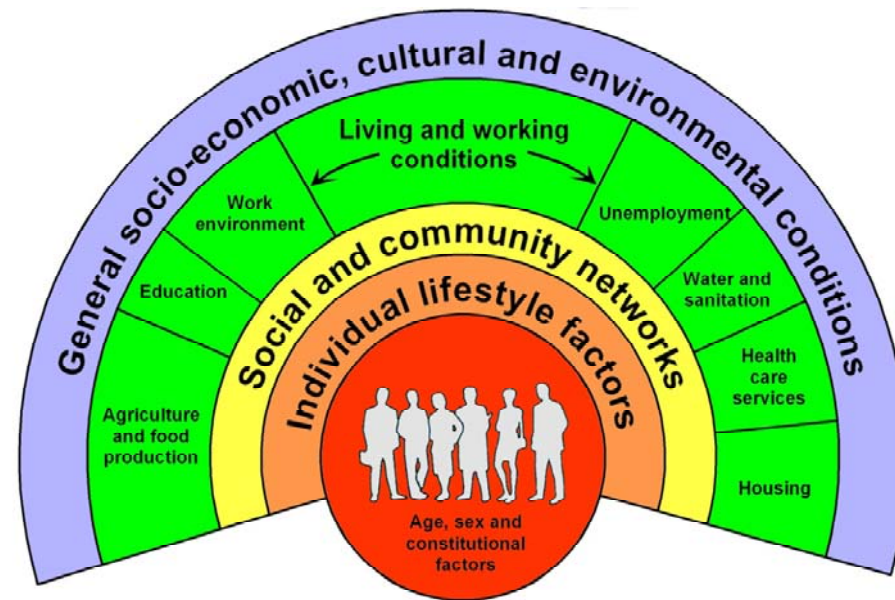 General socio-economic, cultural and environmental conditions
Living and working
conditions
Work
environment
Unemployment
Education
Water and
sanitation
Agriculture
and food
production
Health
care
services
Housing
Social and community networks
Individual lifestyle factors
Age, sex and
constitutional
factors